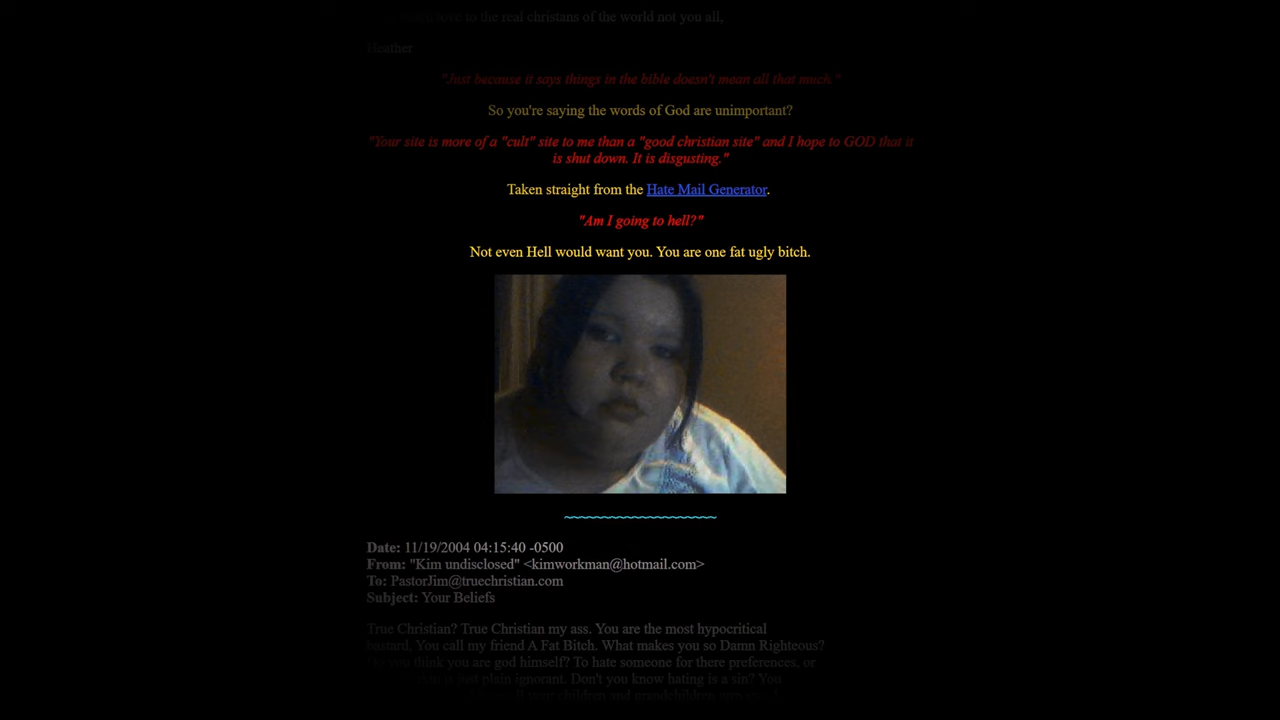 love to the real christans of the world not you all,
Heather
"Just because it says things in the bible doesn't mean all that much."
So you're saying the words of God are unimportant?
"Your site is more of a "cult" site to me than a "good christian site" and I hope to GOD that it
is shut down. It is disgusting."
Taken straight from the Hate Mail Generator.
"Am I going to hell?"
Not even Hell would want you. You are one fat ugly bitch.
~~~~~~~~~~~~~~~~~~~~
Date: 11/19/2004 04:15:40 -0500
From: "Kim undisclosed" <kimworkman@hotmail.com>
To: PastorJim@truechristian.com
Subject: Your Beliefs
True Christian? True Christian my ass. You are the most hypocritical
bastard. You call my friend A Fat Bitch. What makes you so Damn Righteous?
Do you think you are god himself? To hate someone for there preferences, or
is just plain ignorant. Don't you know hating is a sin? You
children and grandchildren